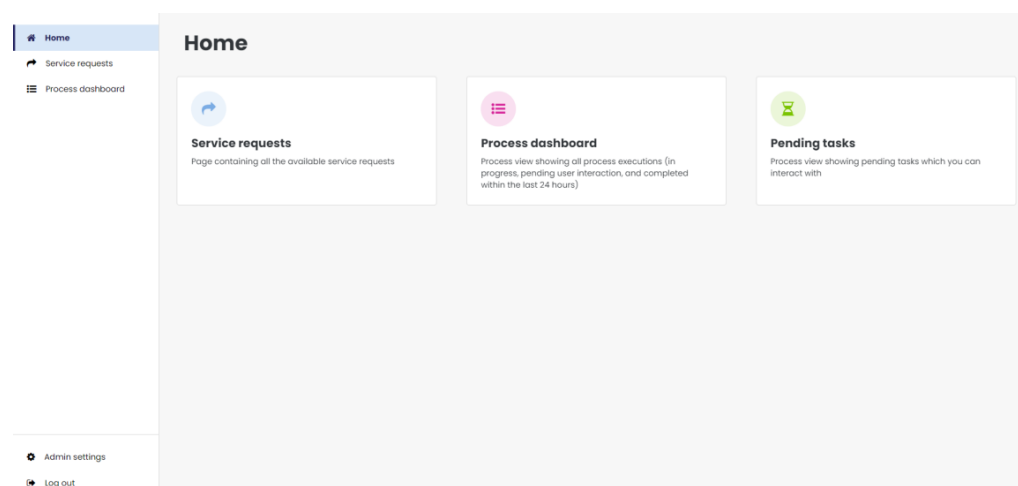 Home
Service requests
Process dashboard
Admin settings
Log out
Home
Service requests
Page containing all the available service requests
Process dashboard
Process view showing all process executions (in
progress, pending user interaction, and completed
within the last 24 hours)
Pending tasks
Process view showing pending tasks which you can
interact with